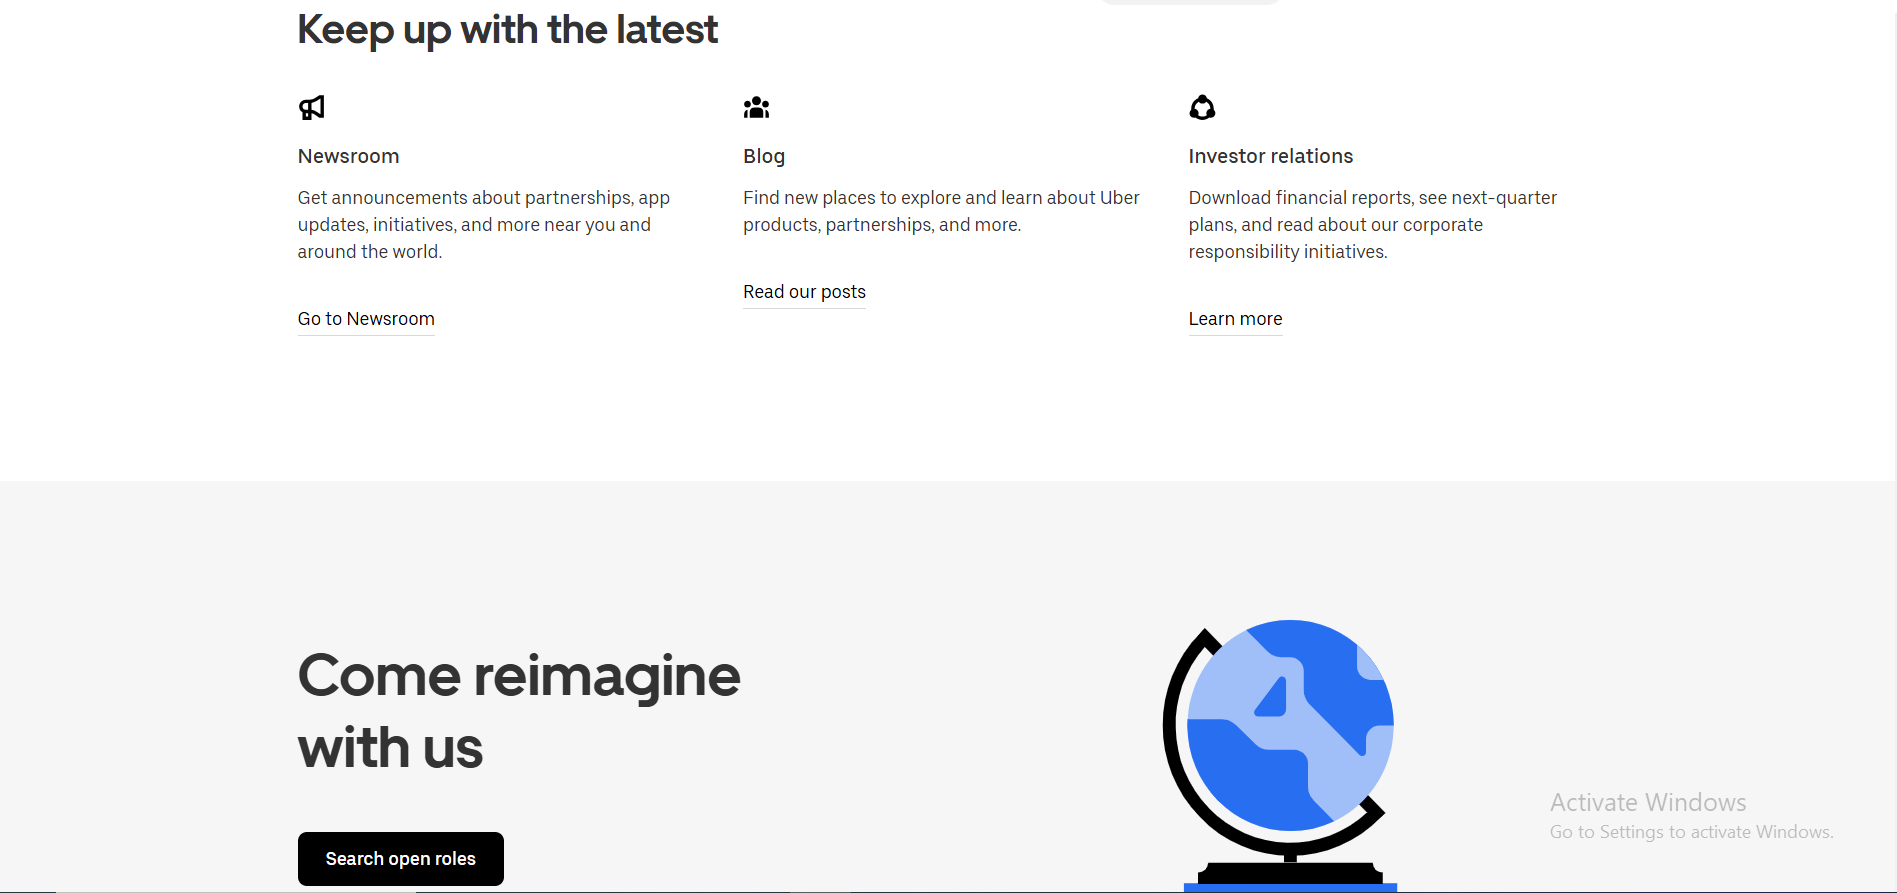 Keep up with the latest
Newsroom
Get announcements about partnerships, app
updates, initiatives, and more near you and
around the world.
Go to Newsroom
Blog
Find new places to explore and learn about Uber
products, partnerships, and more.
Read our posts
Investor relations
Download financial reports, see next-quarter
plans, and read about our corporate
responsibility initiatives.
Learn more
Come reimagine
with us
Search open roles
Activate Windows
Go to Settings to activate Windows.